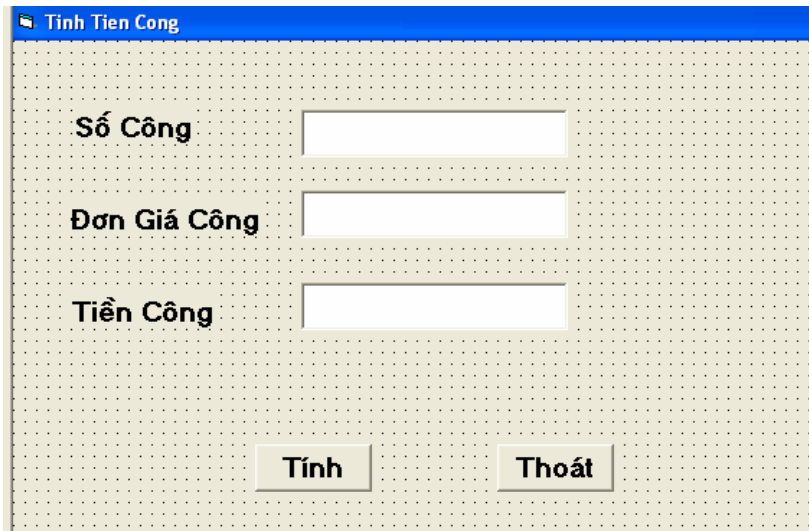 Tinh Tien Cong
Số Công
Đơn Giá Công
Tiền Công
Tính Thoát